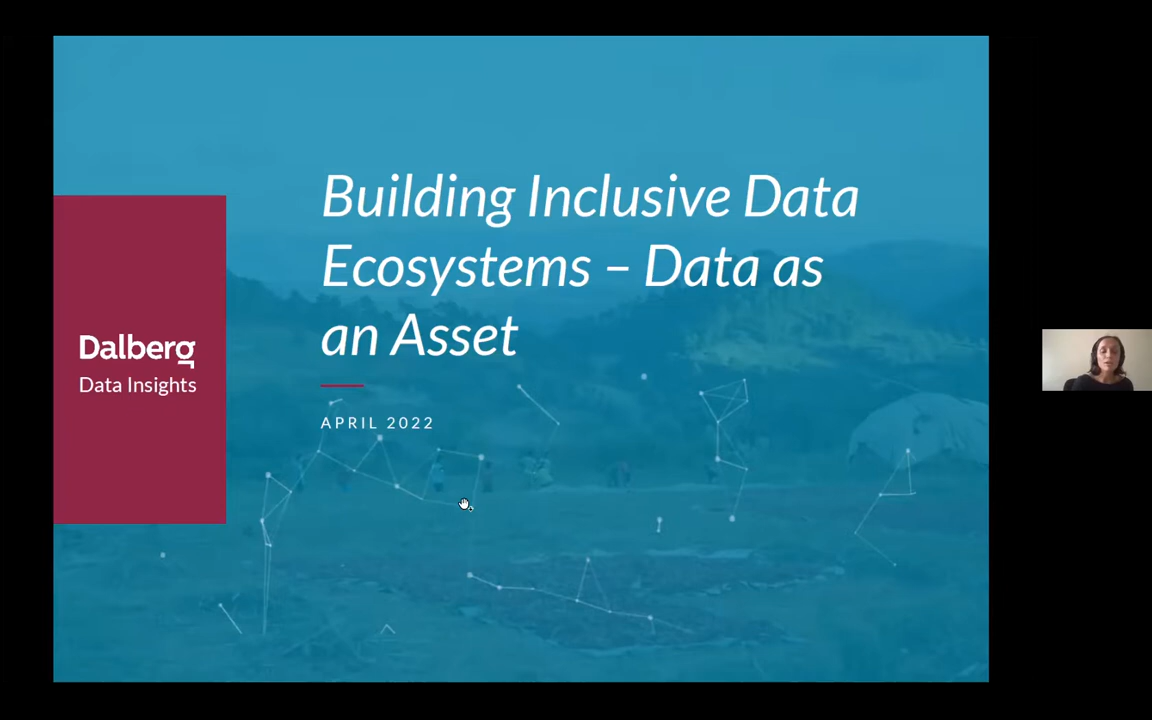 Building Inclusive Data
Ecosystems – Data as
an Asset
APRIL 2022
Dalberg
Data Insights